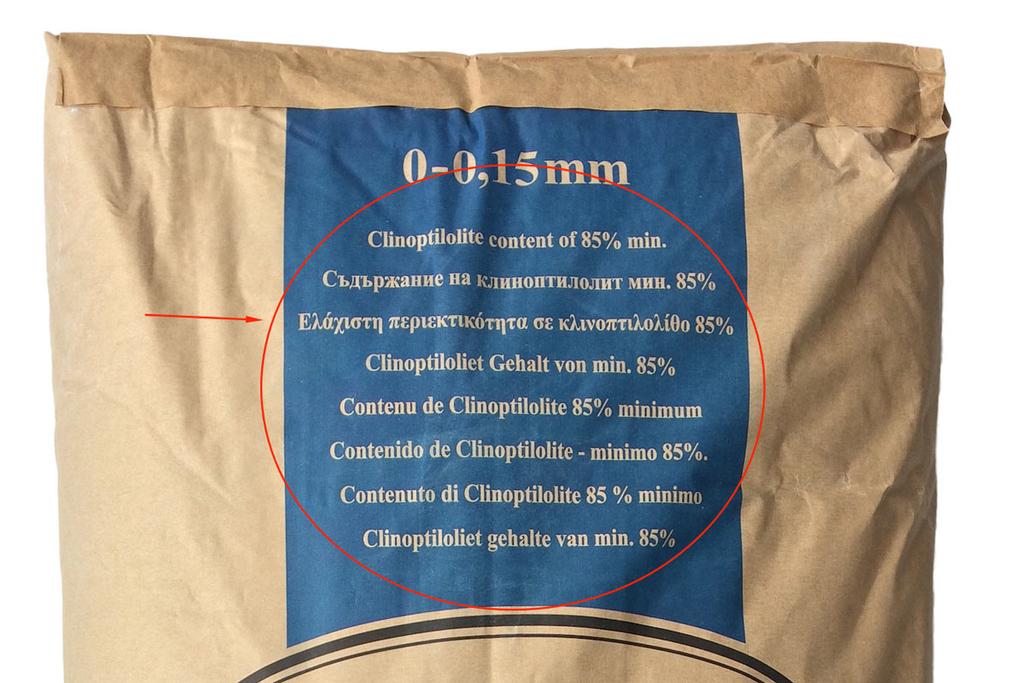 0-0,15mm
Clinoptilolite content of 85% min.
Съдържание на клиноптилолит мин. 85%
Ελάχιστη περιεκτικότητα σε κλινοπτιλολίθο 85%
Clinoptiloliet Gehalt von min. 85%
Contenu de Clinoptilolite 85% minimum
Contenido de Clinoptilolite - minimo 85%.
Contenuto di Clinoptilolite 85 % minimo
Clinoptiloliet gehalte van min. 85%